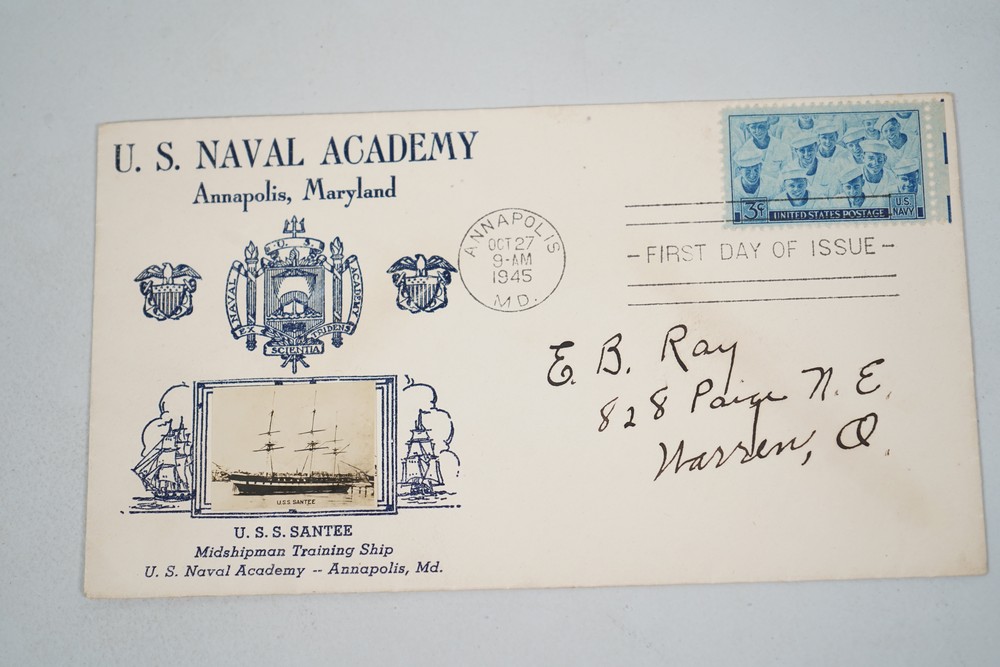 U. S. NAVAL ACADEMY
Annapolis, Maryland
U. S.
NAVAL ACADEMY
EX SCIENTIA TRIDENS
U.S.S. SANTEE
U. S. S. SANTEE
Midshipman Training Ship
U. S. Naval Academy -- Annapolis, Md.
ANNAPOLIS
OCT 27
9-AM
1945
MD.
3¢ UNITED STATES POSTAGE
U.S. NAVY
- FIRST DAY OF ISSUE -
E. B. Ray
828 Paige N. E.
Warren, O.